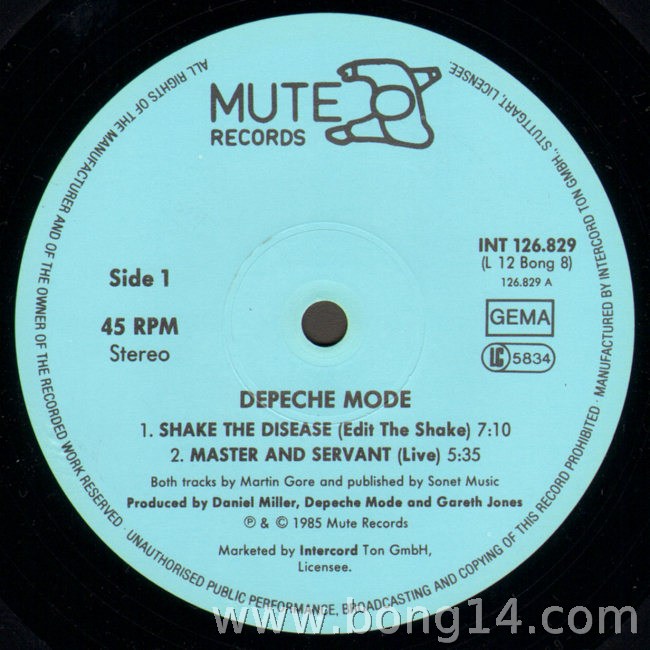 MUTE
RECORDS
INT 126.829
(L 12 Bong 8)
126.829 A
GEMA
LC 5834
Side 1
45 RPM
Stereo
DEPECHE MODE
1. SHAKE THE DISEASE (Edit The Shake) 7:10
2. MASTER AND SERVANT (Live) 5:35
Both tracks by Martin Gore and published by Sonet Music
Produced by Daniel Miller, Depeche Mode and Gareth Jones
℗ & © 1985 Mute Records
Marketed by Intercord Ton GmbH,
Licensee.
ALL RIGHTS OF THE MANUFACTURER AND OF THE OWNER OF THE RECORDED WORK RESERVED · UNAUTHORISED PUBLIC PERFORMANCE, BROADCASTING AND COPYING OF THIS RECORD PROHIBITED · MANUFACTURED BY INTERCORD TON GMBH., STUTTGART, LICENSEE.
www.bong14.com